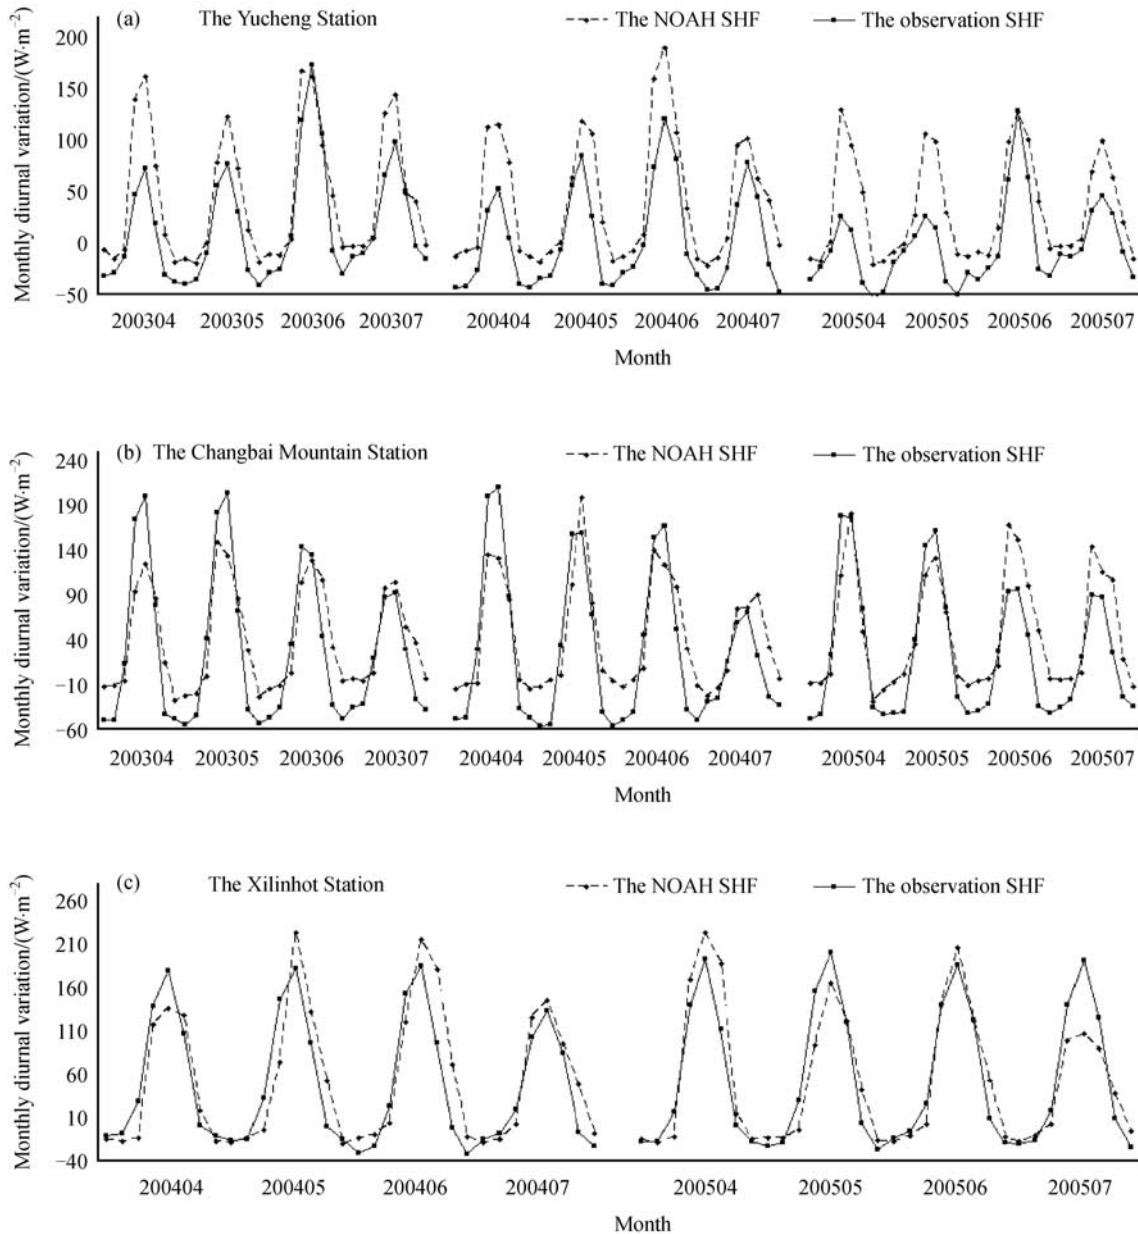 (a) The Yucheng Station The NOAH SHF The observation SHF
Monthly diurnal variation/(W·m⁻²)
200
150
100
50
0
−50
200304 200305 200306 200307 200404 200405 200406 200407 200504 200505 200506 200507
Month
(b) The Changbai Mountain Station The NOAH SHF The observation SHF
Monthly diurnal variation/(W·m⁻²)
240
190
140
90
40
−10
−60
200304 200305 200306 200307 200404 200405 200406 200407 200504 200505 200506 200507
Month
(c) The Xilinhot Station The NOAH SHF The observation SHF
Monthly diurnal variation/(W·m⁻²)
260
210
160
110
60
10
−40
200404 200405 200406 200407 200504 200505 200506 200507
Month